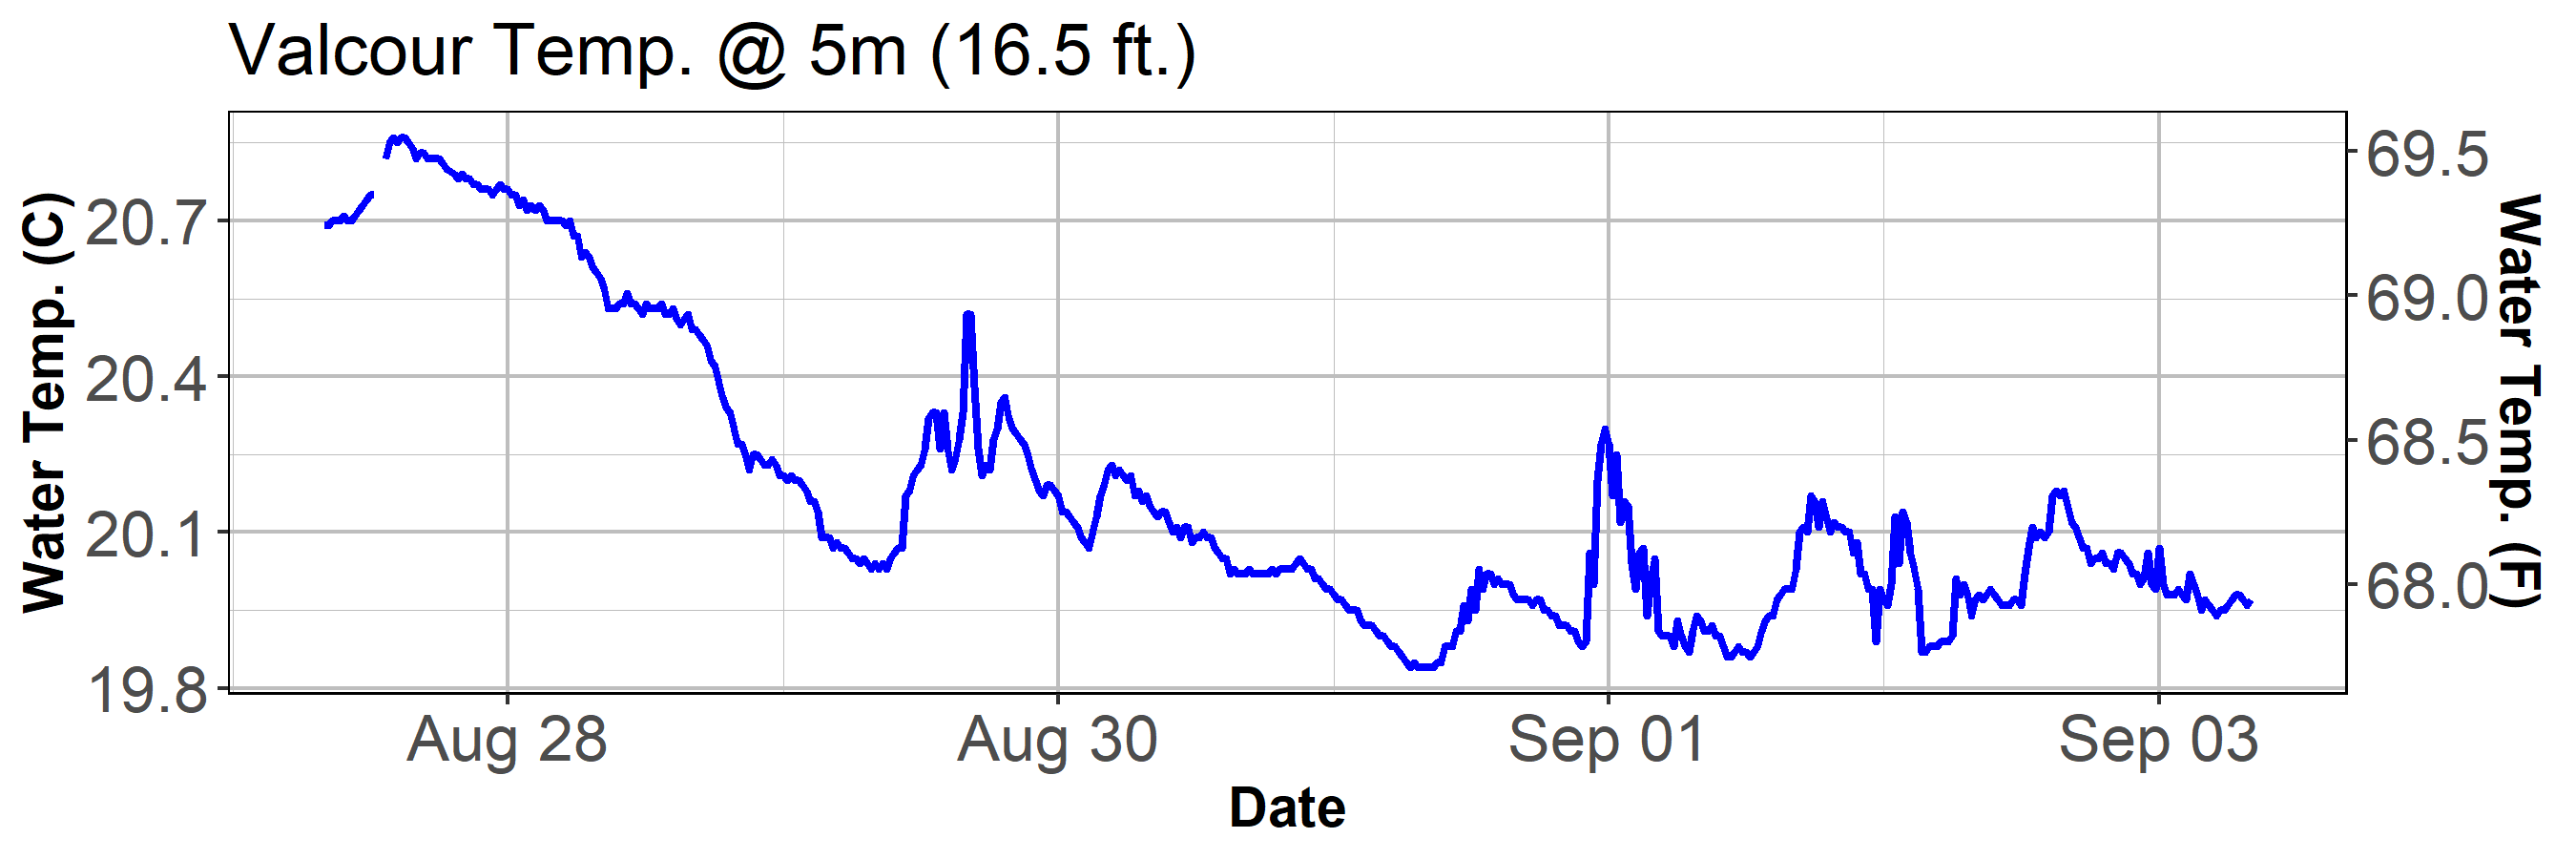 Valcour Temp. @ 5m (16.5 ft.)
Water Temp. (C)
20.7
20.4
20.1
19.8
69.5
69.0
68.5
68.0
Water Temp. (F)
Aug 28 Aug 30 Sep 01 Sep 03
Date